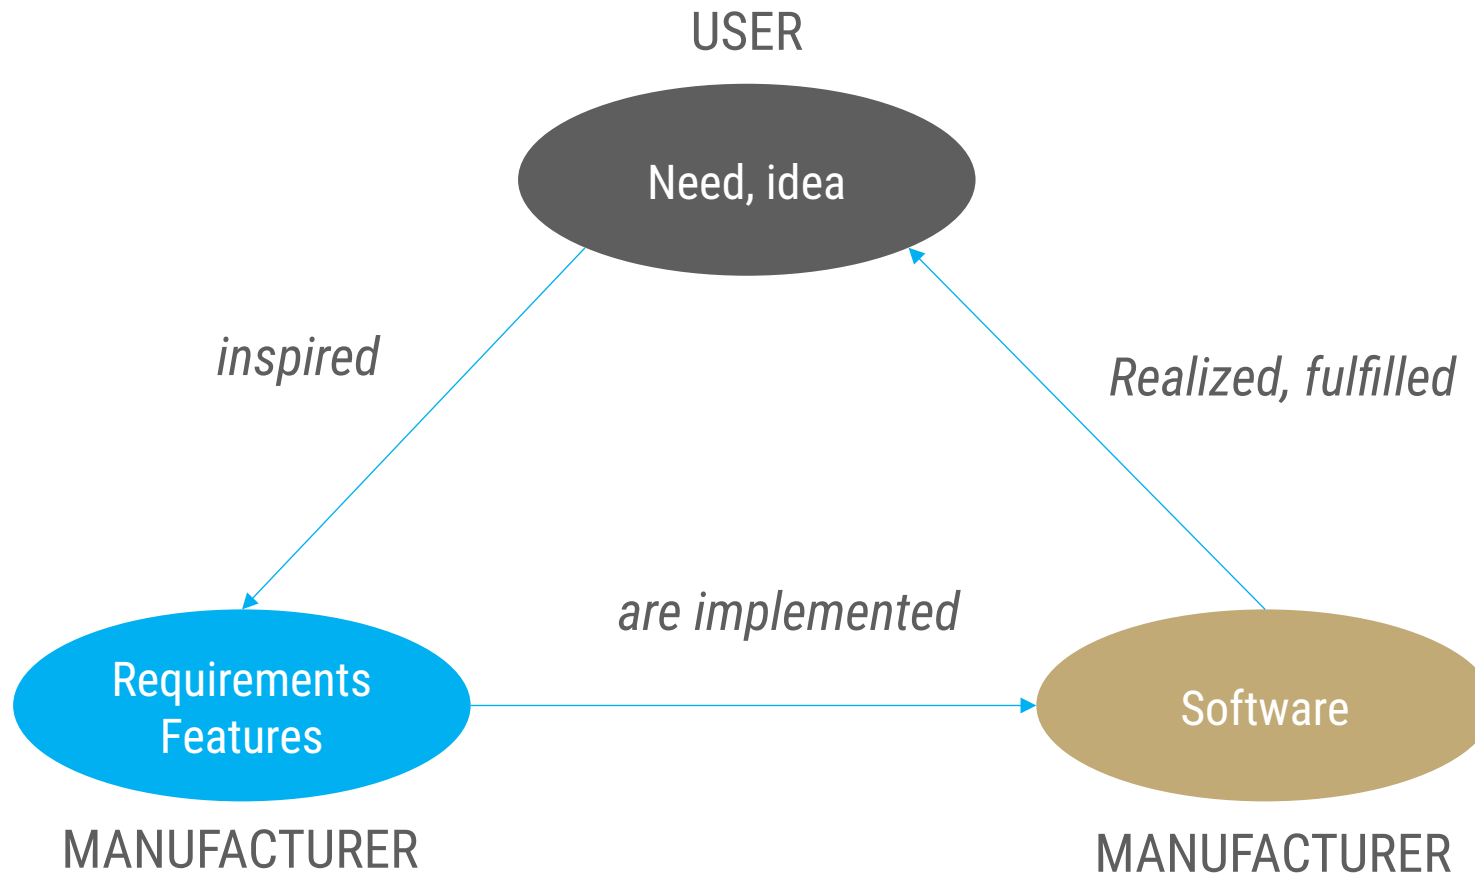 USER
Need, idea
inspired
Realized, fulfilled
are implemented
Requirements
Features
Software
MANUFACTURER
MANUFACTURER